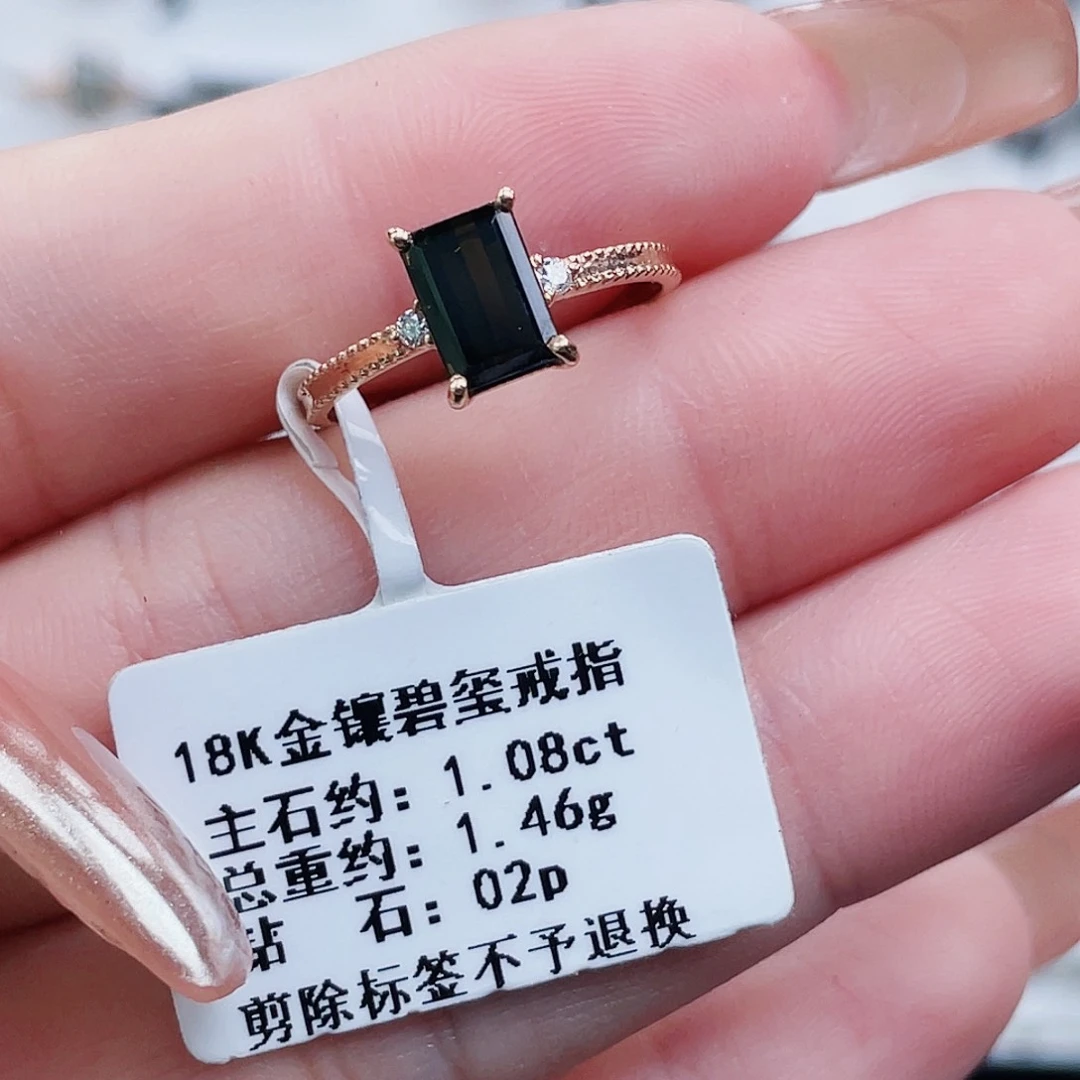 18K金镶碧玺戒指
主石约: 1.08ct
总重约: 1.46g
钻 石: 02p
剪除标签不予退换